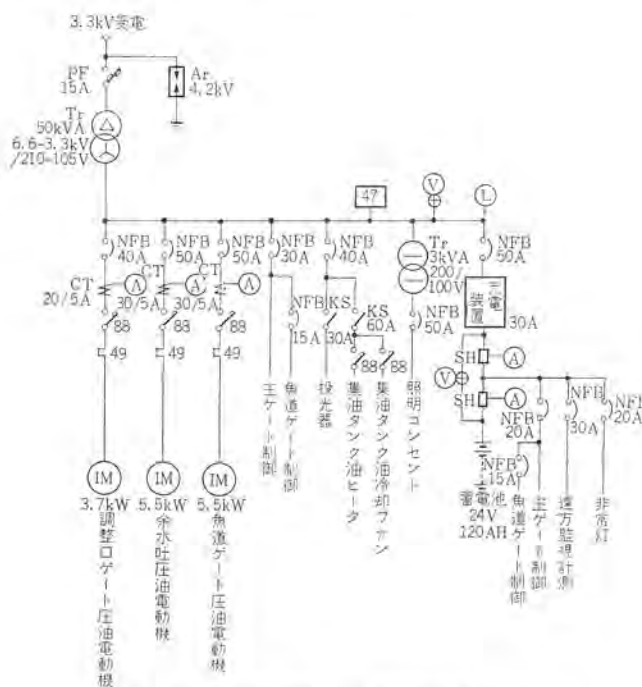 3.3kV受電
PF
15A
Ar
4.2kV
Tr
50kVA
6.6-3.3kV
/210-105V
47
V
L
NFB
40A
NFB
50A
NFB
50A
NFB
30A
NFB
40A
Tr
3kVA
200/
100V
NFB
50A
CT
20/5A
A
CT
30/5A
A
CT
30/5A
A
NFB
15A
KS
30A
KS
60A
NFB
50A
充電
装置
30A
88
88
88
88
88
49
49
49
SH
A
V
SH
A
NFB
20A
NFB
30A
NFB
20A
NFB
15A
主ゲート制御
魚道ゲート制御
投光器
集油タンク油ヒータ
集油タンク油冷却ファン
照明コンセント
蓄電池
24V
120AH
魚道ゲート制御
主ゲート制御
遠方監視計測
非常灯
IM
3.7kW
IM
5.5kW
IM
5.5kW
調整口ゲート圧油電動機
余水吐圧油電動機
魚道ゲート圧油電動機